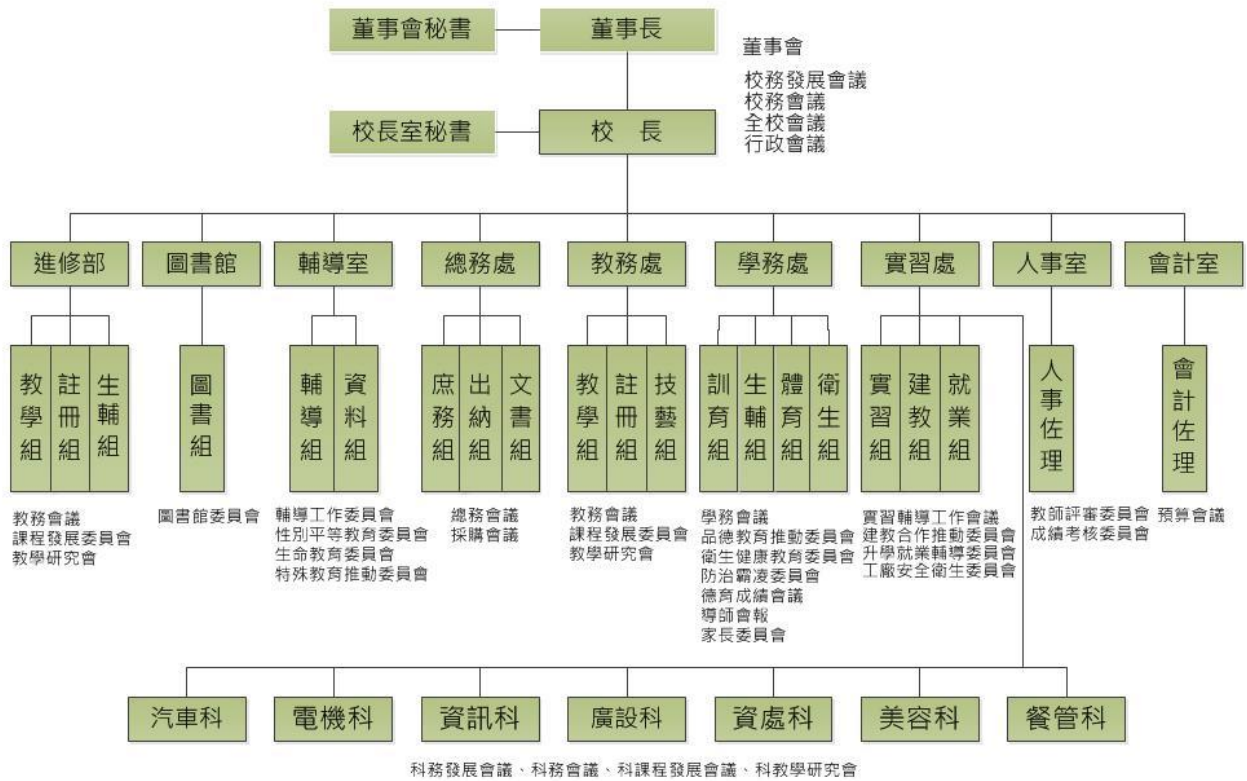 董事會秘書
董事長
董事會
校務發展會議
校務會議
全校會議
行政會議
校長室秘書
校 長
進修部
圖書館
輔導室
總務處
教務處
學務處
實習處
人事室
會計室
教學組
註冊組
生輔組
圖書組
輔導組
資料組
庶務組
出納組
文書組
教學組
註冊組
技藝組
訓育組
生輔組
體育組
衛生組
實習組
建教組
就業組
人事佐理
會計佐理
教務會議
課程發展委員會
教學研究會
圖書館委員會
輔導工作委員會
性別平等教育委員會
生命教育委員會
特殊教育推動委員會
總務會議
採購會議
教務會議
課程發展委員會
教學研究會
學務會議
品德教育推動委員會
衛生健康教育委員會
防治霸凌委員會
德育成績會議
導師會報
家長委員會
實習輔導工作會議
建教合作推動委員會
升學就業輔導委員會
工廠安全衛生委員會
教師評審委員會
成績考核委員會
預算會議
汽車科
電機科
資訊科
廣設科
資處科
美容科
餐管科
科務發展會議、科務會議、科課程發展會議、科教學研究會